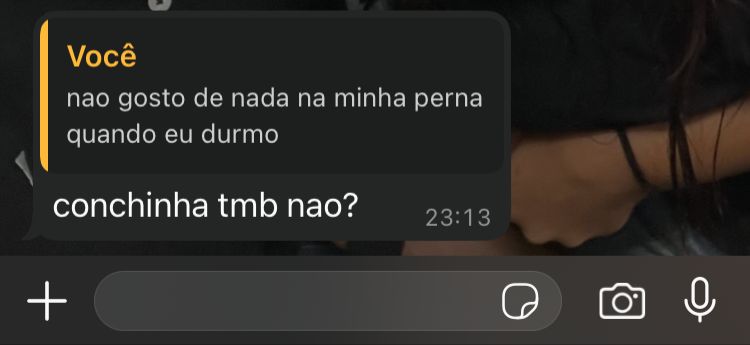 Você
nao gosto de nada na minha perna
quando eu durmo
conchinha tmb nao?
23:13